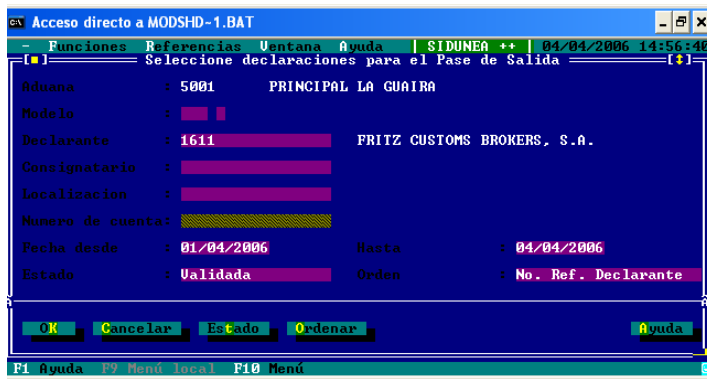 Acceso directo a MODSHD~1.BAT
- Funciones Referencias Ventana Ayuda | SIDUNEA ++ | 04/04/2006 14:56:40
Seleccione declaraciones para el Pase de Salida
Aduana : 5001 PRINCIPAL LA GUAIRA
Modelo :
Declarante : 1611 FRITZ CUSTOMS BROKERS, S.A.
Consignatario :
Localizacion :
Numero de cuenta:
Fecha desde : 01/04/2006 Hasta : 04/04/2006
Estado : Validada Orden : No. Ref. Declarante
OK Cancelar Estado Ordenar Ayuda
F1 Ayuda F9 Menú local F10 Menú